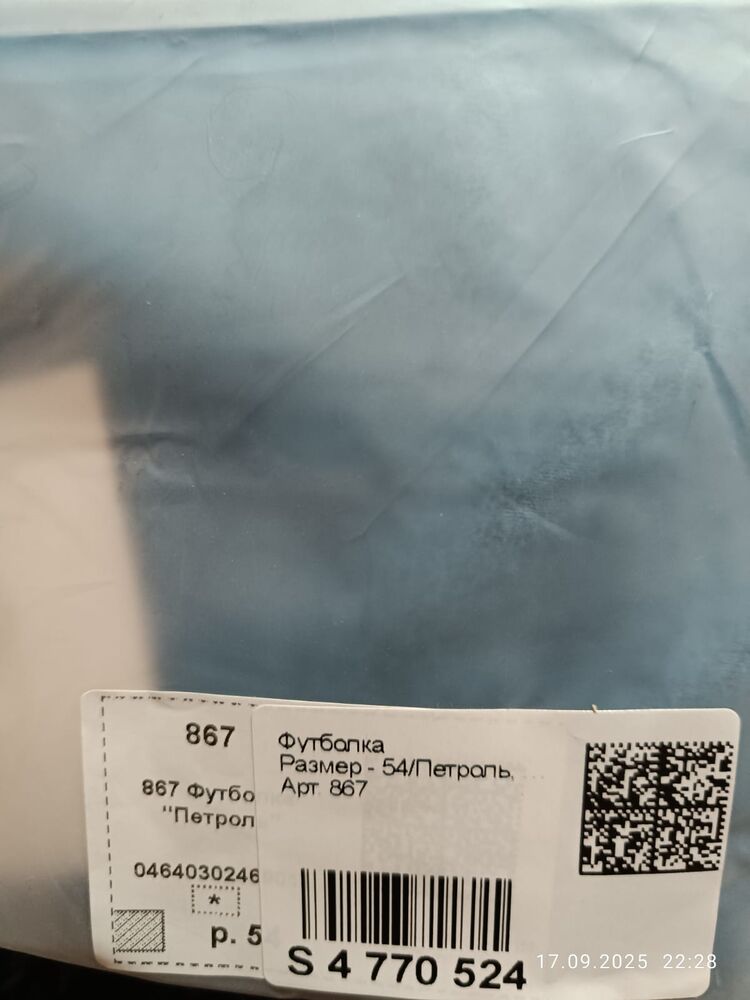 867
867 Футбо
"Петрол
0464030246
*
р. 5
Футболка
Размер - 54/Петроль,
Арт. 867
S 4 770 524
17.09.2025 22:28